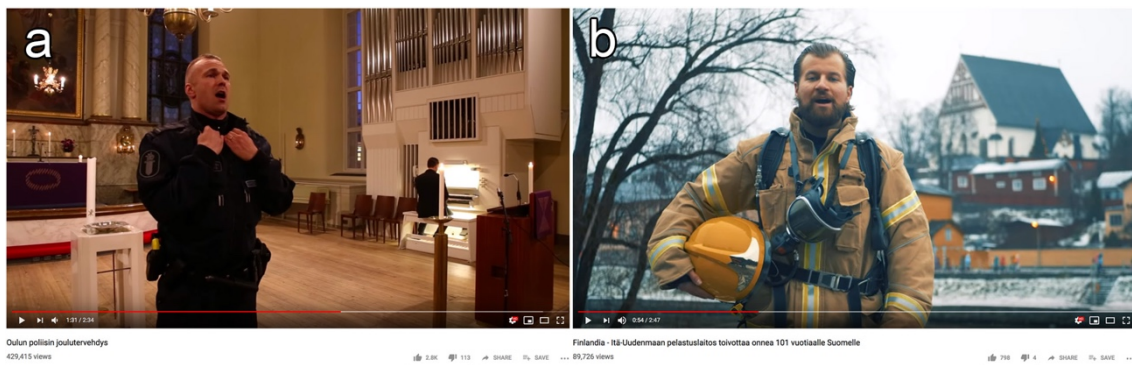 a
1:31 / 2:34
Oulun poliisin joulutervehdys
429,415 views
2.8K 113 SHARE SAVE ...
b
0:54 / 2:47
Finlandia - Itä-Uudenmaan pelastuslaitos toivottaa onnea 101 vuotiaalle Suomelle
89,726 views
798 4 SHARE SAVE ...